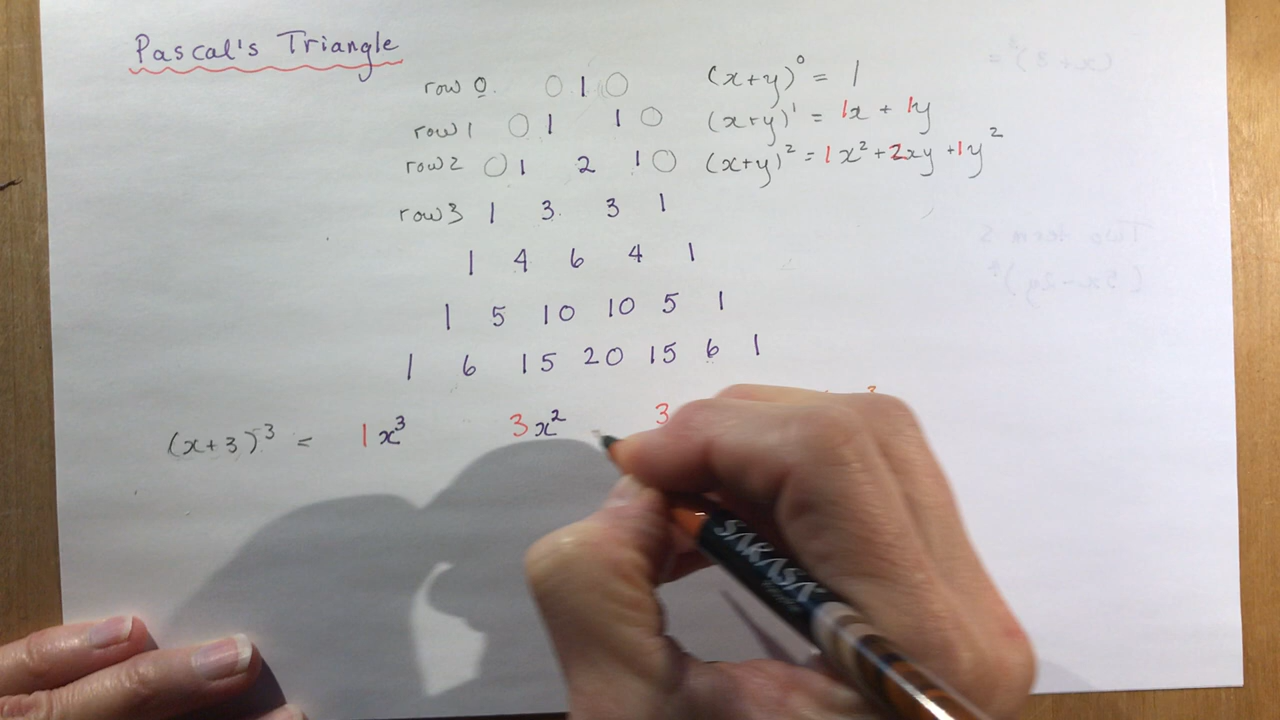 Pascal's Triangle
row 0. 0 1 0 (x+y)⁰ = 1
row 1 0 1 1 0 (x+y)¹ = 1x + 1y
row 2 0 1 2 1 0 (x+y)² = 1x² + 2xy + 1y²
row 3 1 3. 3 1
1 4 6 4 1
1 5 10 10 5 1
1 6 15 20 15 6 1
(x+3)³ = 1x³ 3x² 3
SARASA